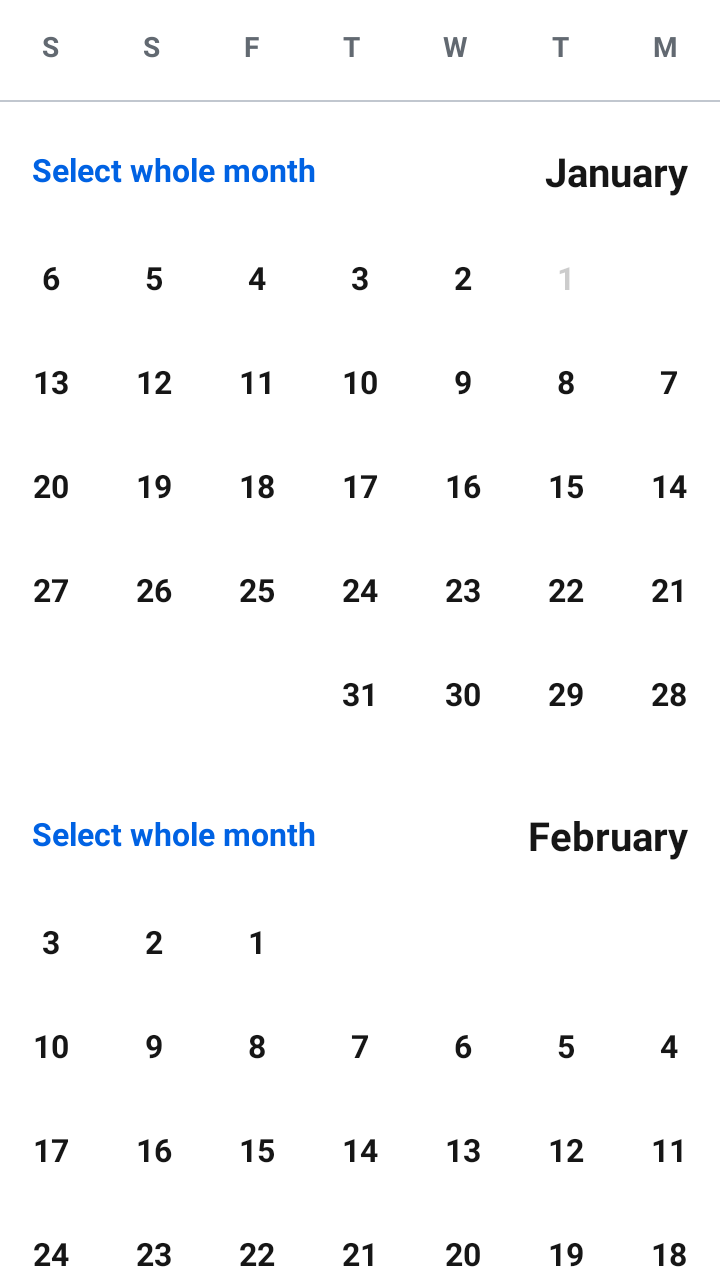 S S F T W T M
Select whole month January
6 5 4 3 2 1
13 12 11 10 9 8 7
20 19 18 17 16 15 14
27 26 25 24 23 22 21
31 30 29 28
Select whole month February
3 2 1
10 9 8 7 6 5 4
17 16 15 14 13 12 11
24 23 22 21 20 19 18